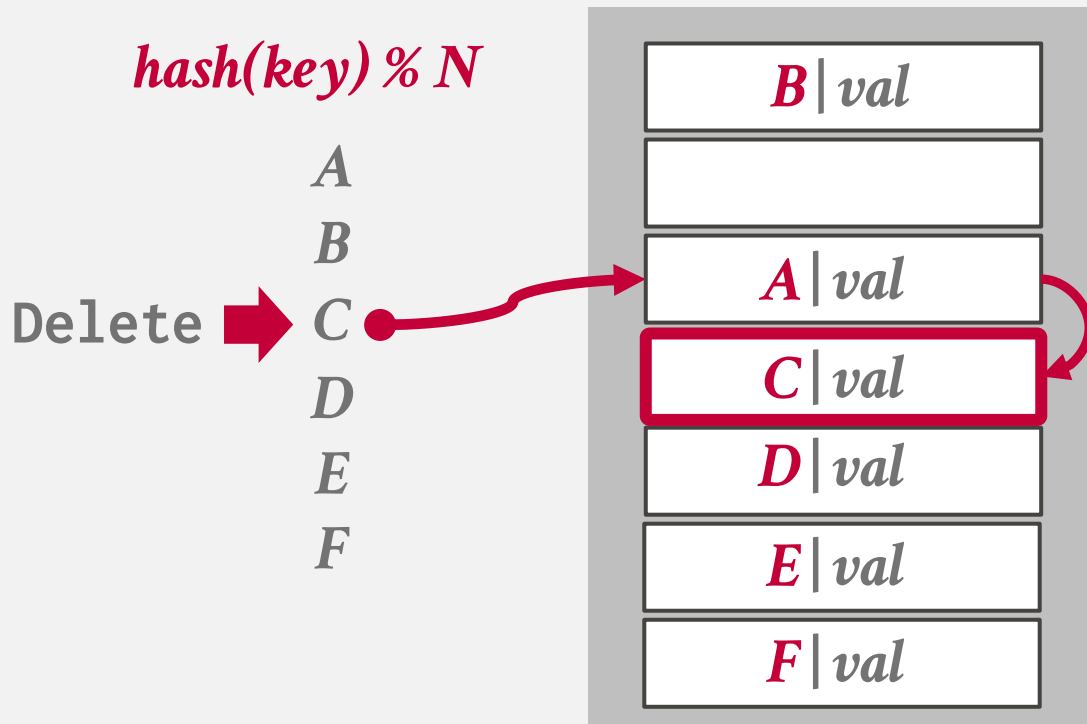 hash(key) % N
A
B
Delete C
D
E
F
B|val
A|val
C|val
D|val
E|val
F|val